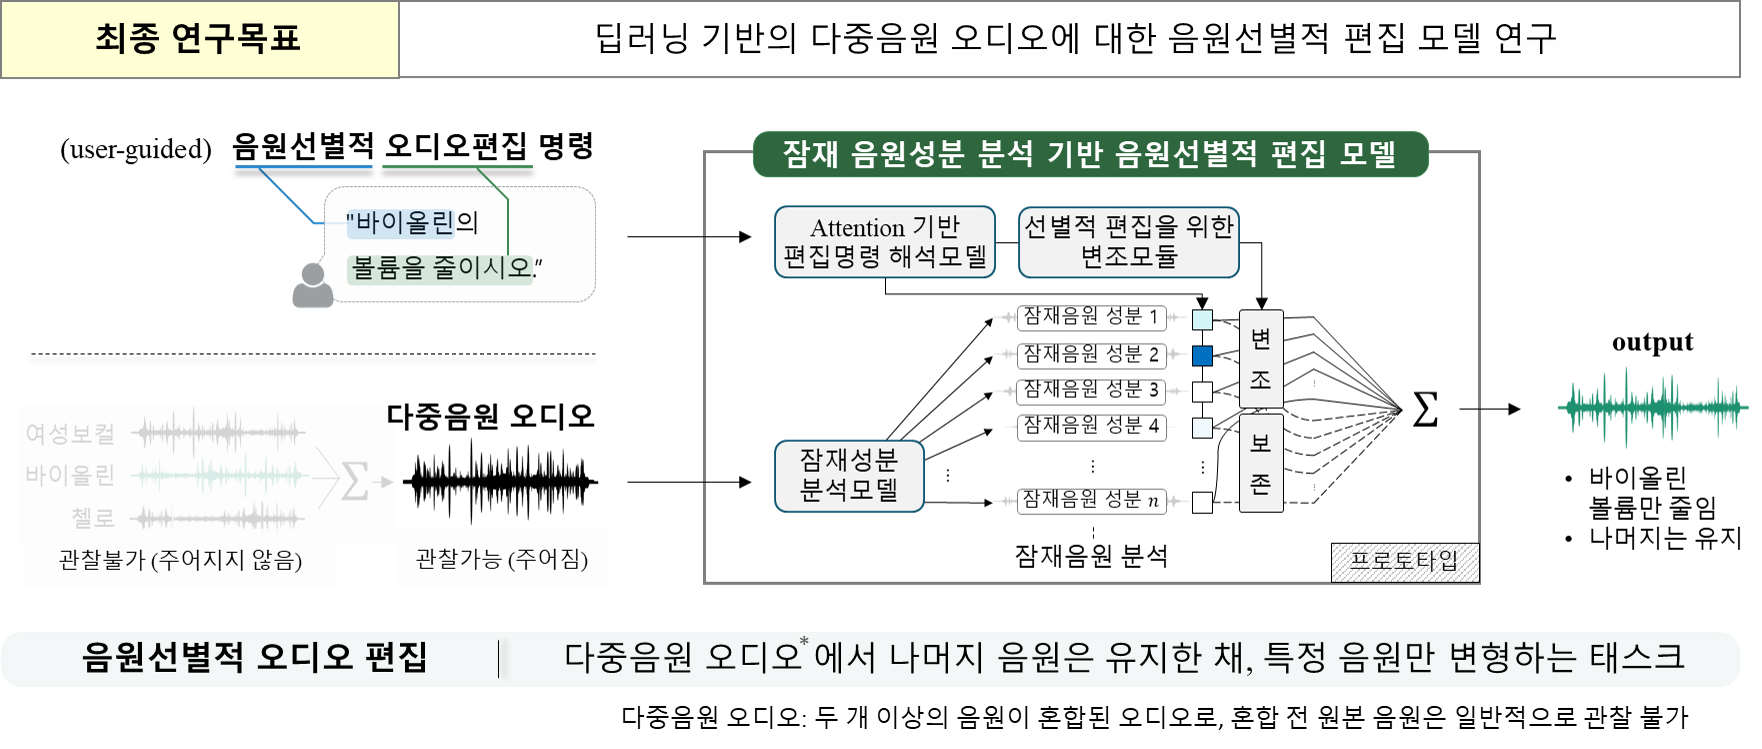 최종 연구목표
딥러닝 기반의 다중음원 오디오에 대한 음원선별적 편집 모델 연구
(user-guided) 음원선별적 오디오편집 명령
"바이올린의
볼륨을 줄이시오."
잠재 음원성분 분석 기반 음원선별적 편집 모델
Attention 기반
편집명령 해석모델
선별적 편집을 위한
변조모듈
잠재음원 성분 1
잠재음원 성분 2
잠재음원 성분 3
잠재음원 성분 4
⋮
잠재음원 성분 n
잠재음원 분석
변
조
보
존
Σ
프로토타입
잠재성분
분석모델
다중음원 오디오
여성보컬
바이올린
첼로
Σ
관찰불가 (주어지지 않음)
관찰가능 (주어짐)
output
• 바이올린
볼륨만 줄임
• 나머지는 유지
음원선별적 오디오 편집
다중음원 오디오*에서 나머지 음원은 유지한 채, 특정 음원만 변형하는 태스크
다중음원 오디오: 두 개 이상의 음원이 혼합된 오디오로, 혼합 전 원본 음원은 일반적으로 관찰 불가